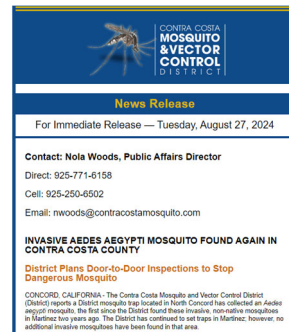 CONTRA COSTA
MOSQUITO
&VECTOR
CONTROL
DISTRICT
News Release
For Immediate Release — Tuesday, August 27, 2024
Contact: Nola Woods, Public Affairs Director
Direct: 925-771-6158
Cell: 925-250-6502
Email: nwoods@contracostamosquito.com
INVASIVE AEDES AEGYPTI MOSQUITO FOUND AGAIN IN
CONTRA COSTA COUNTY
District Plans Door-to-Door Inspections to Stop
Dangerous Mosquito
CONCORD, CALIFORNIA - The Contra Costa Mosquito and Vector Control District
(District) reports a District mosquito trap located in North Concord has collected an Aedes
aegypti mosquito, the first since the District found these invasive, non-native mosquitoes
in Martinez two years ago. The District has continued to set traps in Martinez; however, no
additional invasive mosquitoes have been found in that area.